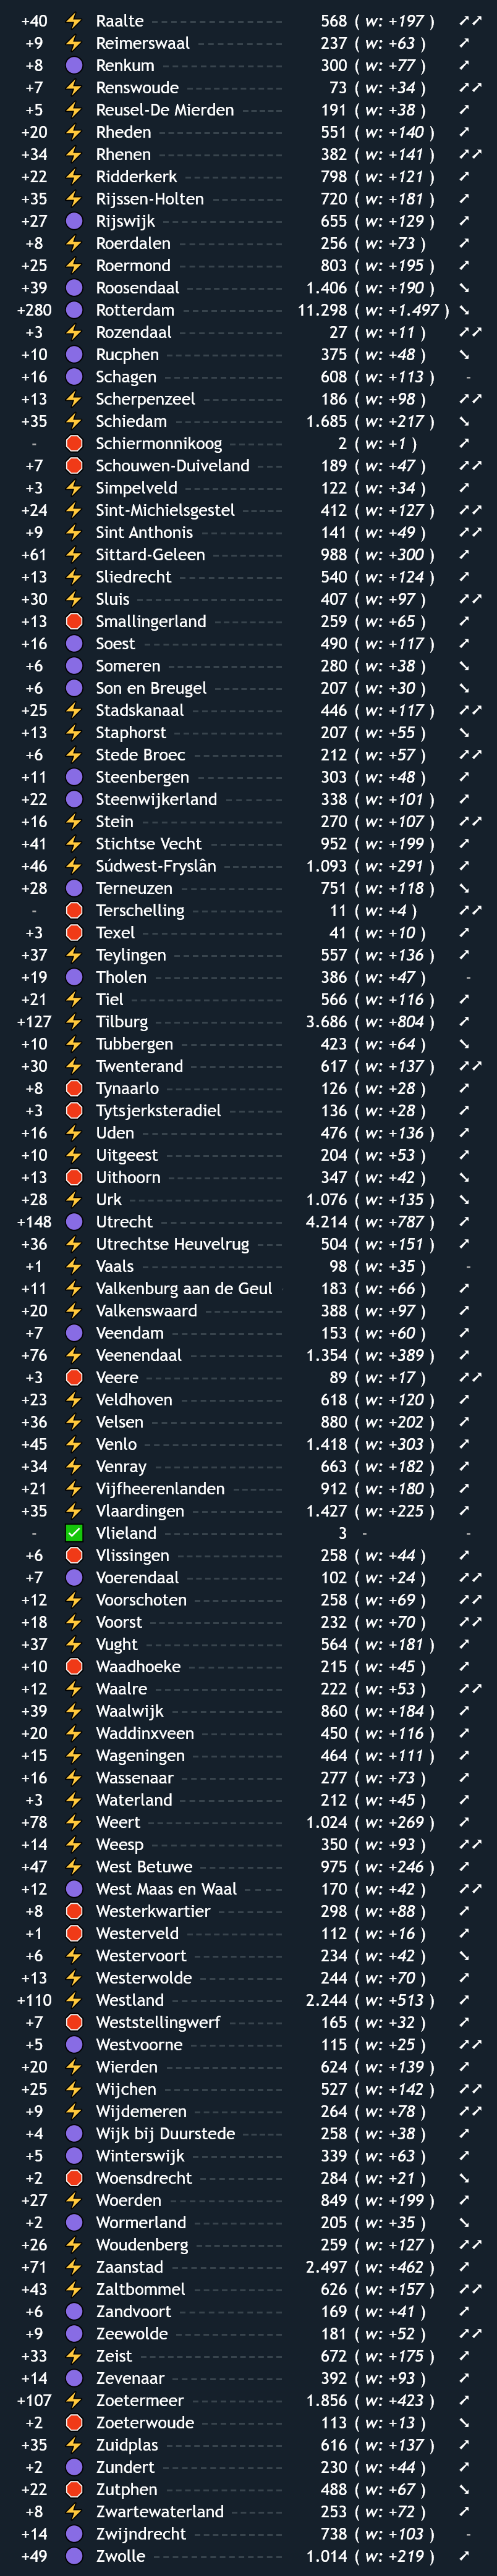 +40 Raalte 568 ( w: +197 )
+9 Reimerswaal 237 ( w: +63 )
+8 Renkum 300 ( w: +77 )
+7 Renswoude 73 ( w: +34 )
+5 Reusel-De Mierden 191 ( w: +38 )
+20 Rheden 551 ( w: +140 )
+34 Rhenen 382 ( w: +141 )
+22 Ridderkerk 798 ( w: +121 )
+35 Rijssen-Holten 720 ( w: +181 )
+27 Rijswijk 655 ( w: +129 )
+8 Roerdalen 256 ( w: +73 )
+25 Roermond 803 ( w: +195 )
+39 Roosendaal 1.406 ( w: +190 )
+280 Rotterdam 11.298 ( w: +1.497 )
+3 Rozendaal 27 ( w: +11 )
+10 Rucphen 375 ( w: +48 )
+16 Schagen 608 ( w: +113 ) -
+13 Scherpenzeel 186 ( w: +98 )
+35 Schiedam 1.685 ( w: +217 )
- Schiermonnikoog 2 ( w: +1 )
+7 Schouwen-Duiveland 189 ( w: +47 )
+3 Simpelveld 122 ( w: +34 )
+24 Sint-Michielsgestel 412 ( w: +127 )
+9 Sint Anthonis 141 ( w: +49 )
+61 Sittard-Geleen 988 ( w: +300 )
+13 Sliedrecht 540 ( w: +124 )
+30 Sluis 407 ( w: +97 )
+13 Smallingerland 259 ( w: +65 )
+16 Soest 490 ( w: +117 )
+6 Someren 280 ( w: +38 )
+6 Son en Breugel 207 ( w: +30 )
+25 Stadskanaal 446 ( w: +117 )
+13 Staphorst 207 ( w: +55 )
+6 Stede Broec 212 ( w: +57 )
+11 Steenbergen 303 ( w: +48 )
+22 Steenwijkerland 338 ( w: +101 )
+16 Stein 270 ( w: +107 )
+41 Stichtse Vecht 952 ( w: +199 )
+46 Súdwest-Fryslân 1.093 ( w: +291 )
+28 Terneuzen 751 ( w: +118 )
- Terschelling 11 ( w: +4 )
+3 Texel 41 ( w: +10 )
+37 Teylingen 557 ( w: +136 )
+19 Tholen 386 ( w: +47 ) -
+21 Tiel 566 ( w: +116 )
+127 Tilburg 3.686 ( w: +804 )
+10 Tubbergen 423 ( w: +64 )
+30 Twenterand 617 ( w: +137 )
+8 Tynaarlo 126 ( w: +28 )
+3 Tytsjerksteradiel 136 ( w: +28 )
+16 Uden 476 ( w: +136 )
+10 Uitgeest 204 ( w: +53 )
+13 Uithoorn 347 ( w: +42 )
+28 Urk 1.076 ( w: +135 )
+148 Utrecht 4.214 ( w: +787 )
+36 Utrechtse Heuvelrug 504 ( w: +151 )
+1 Vaals 98 ( w: +35 ) -
+11 Valkenburg aan de Geul 183 ( w: +66 )
+20 Valkenswaard 388 ( w: +97 )
+7 Veendam 153 ( w: +60 )
+76 Veenendaal 1.354 ( w: +389 )
+3 Veere 89 ( w: +17 )
+23 Veldhoven 618 ( w: +120 )
+36 Velsen 880 ( w: +202 )
+45 Venlo 1.418 ( w: +303 )
+34 Venray 663 ( w: +182 )
+21 Vijfheerenlanden 912 ( w: +180 )
+35 Vlaardingen 1.427 ( w: +225 )
- Vlieland 3 - -
+6 Vlissingen 258 ( w: +44 )
+7 Voerendaal 102 ( w: +24 )
+12 Voorschoten 258 ( w: +69 )
+18 Voorst 232 ( w: +70 )
+37 Vught 564 ( w: +181 )
+10 Waadhoeke 215 ( w: +45 )
+12 Waalre 222 ( w: +53 )
+39 Waalwijk 860 ( w: +184 )
+20 Waddinxveen 450 ( w: +116 )
+15 Wageningen 464 ( w: +111 )
+16 Wassenaar 277 ( w: +73 )
+3 Waterland 212 ( w: +45 )
+78 Weert 1.024 ( w: +269 )
+14 Weesp 350 ( w: +93 )
+47 West Betuwe 975 ( w: +246 )
+12 West Maas en Waal 170 ( w: +42 )
+8 Westerkwartier 298 ( w: +88 )
+1 Westerveld 112 ( w: +16 )
+6 Westervoort 234 ( w: +42 )
+13 Westerwolde 244 ( w: +70 )
+110 Westland 2.244 ( w: +513 )
+7 Weststellingwerf 165 ( w: +32 )
+5 Westvoorne 115 ( w: +25 )
+20 Wierden 624 ( w: +139 )
+25 Wijchen 527 ( w: +142 )
+9 Wijdemeren 264 ( w: +78 )
+4 Wijk bij Duurstede 258 ( w: +38 )
+5 Winterswijk 339 ( w: +63 )
+2 Woensdrecht 284 ( w: +21 )
+27 Woerden 849 ( w: +199 )
+2 Wormerland 205 ( w: +35 )
+26 Woudenberg 259 ( w: +127 )
+71 Zaanstad 2.497 ( w: +462 )
+43 Zaltbommel 626 ( w: +157 )
+6 Zandvoort 169 ( w: +41 )
+9 Zeewolde 181 ( w: +52 )
+33 Zeist 672 ( w: +175 )
+14 Zevenaar 392 ( w: +93 )
+107 Zoetermeer 1.856 ( w: +423 )
+2 Zoeterwoude 113 ( w: +13 )
+35 Zuidplas 616 ( w: +137 )
+2 Zundert 230 ( w: +44 )
+22 Zutphen 488 ( w: +67 )
+8 Zwartewaterland 253 ( w: +72 )
+14 Zwijndrecht 738 ( w: +103 ) -
+49 Zwolle 1.014 ( w: +219 )